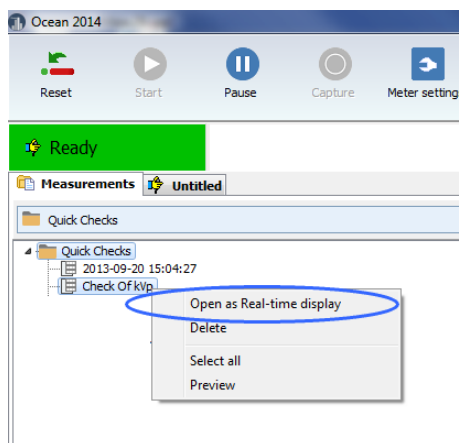 Ocean 2014
Reset Start Pause Capture Meter setting
Ready
Measurements Untitled
Quick Checks
Quick Checks
2013-09-20 15:04:27
Check Of kVp
Open as Real-time display
Delete
Select all
Preview